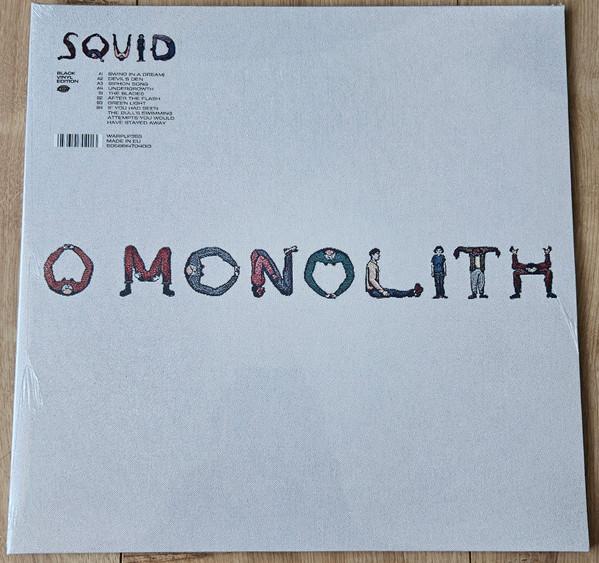 SQUID
BLACK
VINYL
EDITION
A1 SWING (IN A DREAM)
A2 DEVIL'S DEN
A3 SIPHON SONG
A4 UNDERGROWTH
B1 THE BLADES
B2 AFTER THE FLASH
B3 GREEN LIGHT
B4 IF YOU HAD SEEN
THE BULL'S SWIMMING
ATTEMPTS YOU WOULD
HAVE STAYED AWAY
WARPLP355
MADE IN EU
O MONOLITH